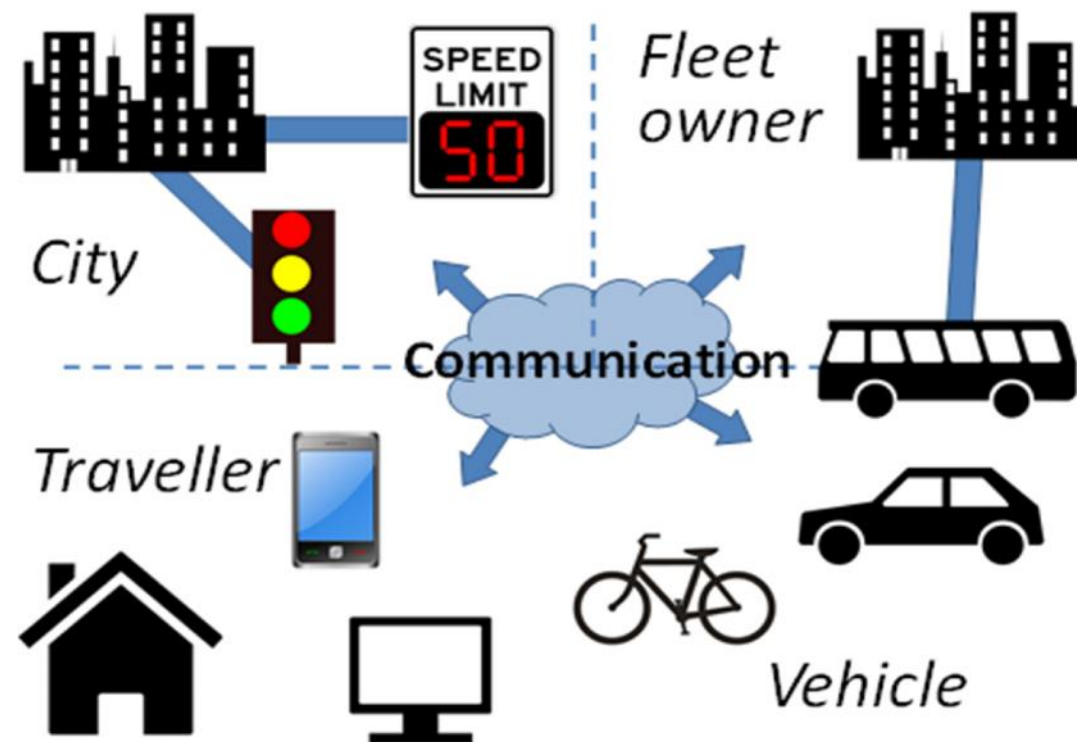 SPEED
LIMIT
50
Fleet
owner
City
Communication
Traveller
Vehicle